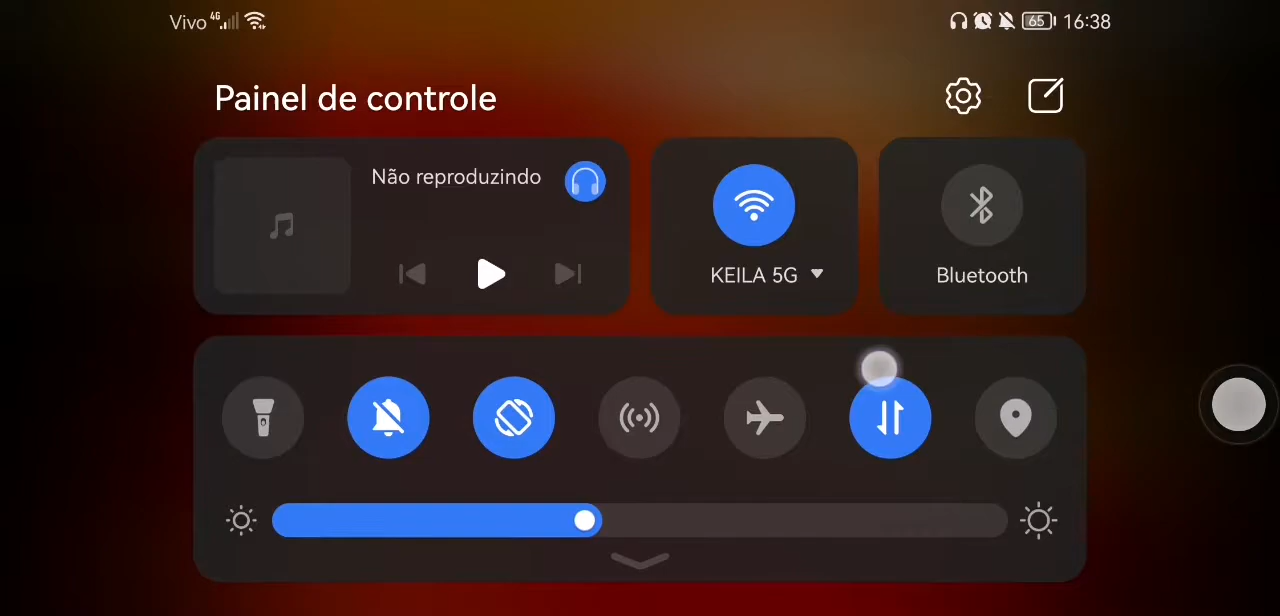 Vivo 4G
65 16:38
Painel de controle
Não reproduzindo
KEILA 5G
Bluetooth